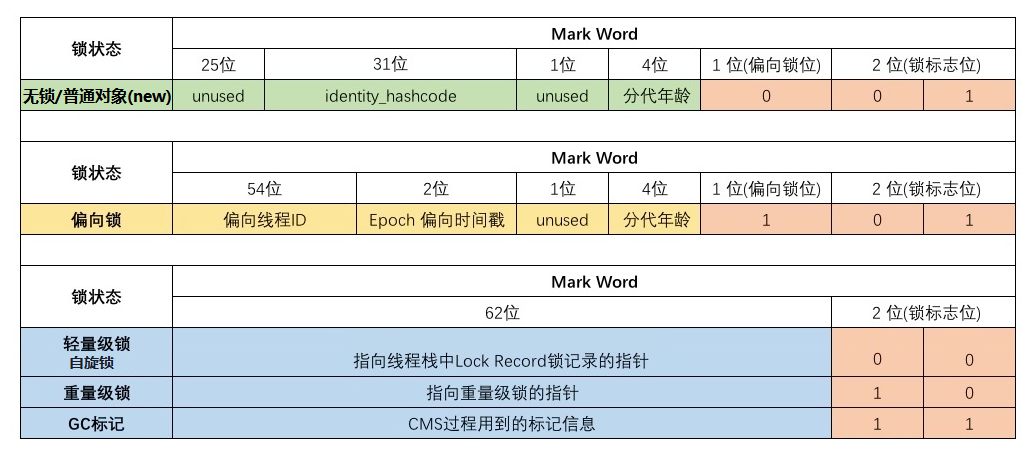 锁状态 Mark Word
25位 31位 1位 4位 1 位(偏向锁位) 2 位(锁标志位)
无锁/普通对象(new) unused identity_hashcode unused 分代年龄 0 0 1
锁状态 Mark Word
54位 2位 1位 4位 1 位(偏向锁位) 2 位(锁标志位)
偏向锁 偏向线程ID Epoch 偏向时间戳 unused 分代年龄 1 0 1
锁状态 Mark Word
62位 2 位(锁标志位)
轻量级锁
自旋锁 指向线程栈中Lock Record锁记录的指针 0 0
重量级锁 指向重量级锁的指针 1 0
GC标记 CMS过程用到的标记信息 1 1